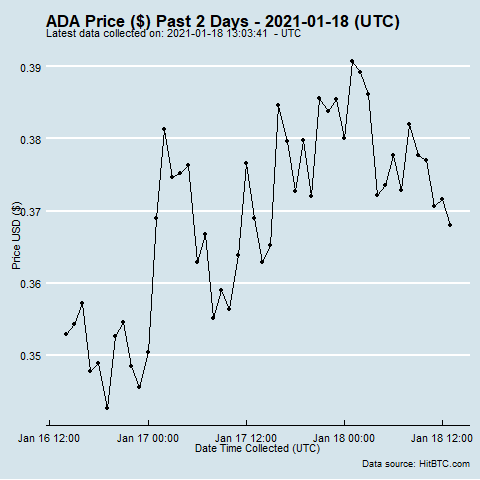 ADA Price ($) Past 2 Days - 2021-01-18 (UTC)
Latest data collected on: 2021-01-18 13:03:41 - UTC
0.39
0.38
0.37
0.36
0.35
Price USD ($)
Jan 16 12:00
Jan 17 00:00
Jan 17 12:00
Jan 18 00:00
Jan 18 12:00
Date Time Collected (UTC)
Data source: HitBTC.com